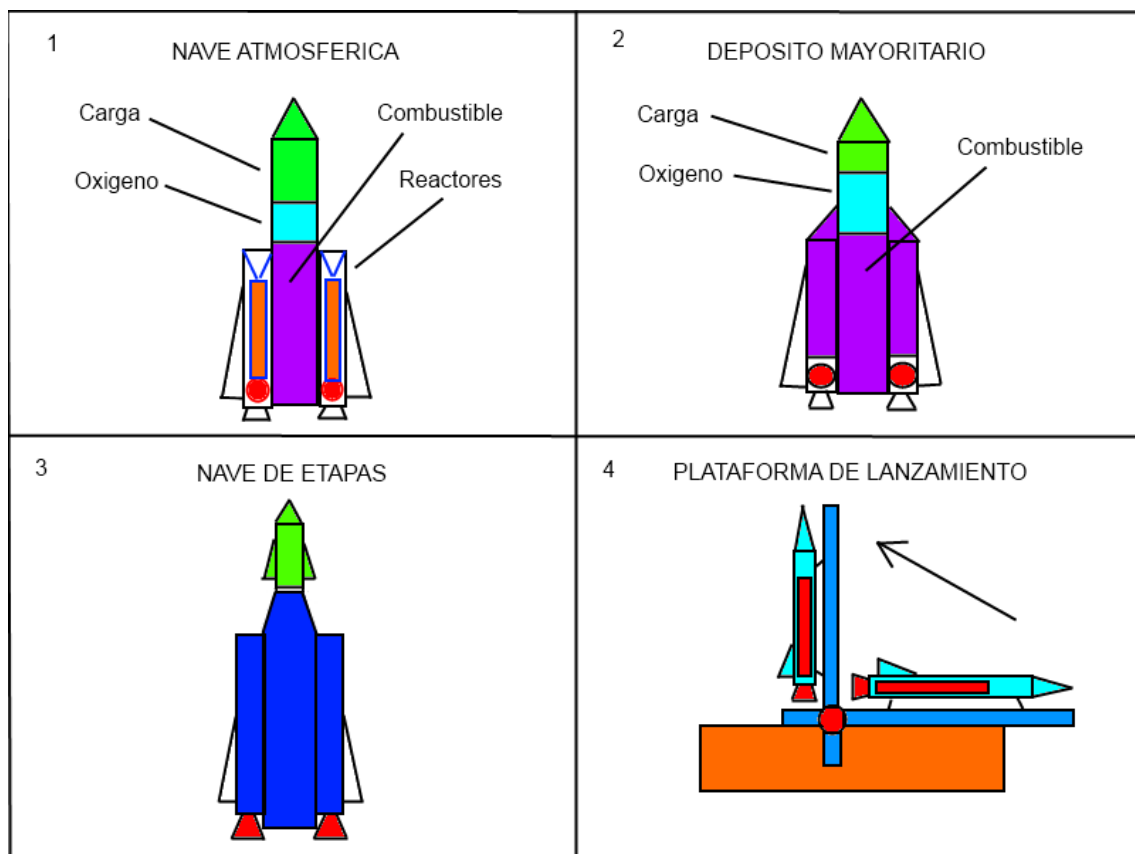 1
NAVE ATMOSFERICA
Carga
Combustible
Oxigeno
Reactores
2
DEPOSITO MAYORITARIO
Carga
Combustible
Oxigeno
3
NAVE DE ETAPAS
4
PLATAFORMA DE LANZAMIENTO